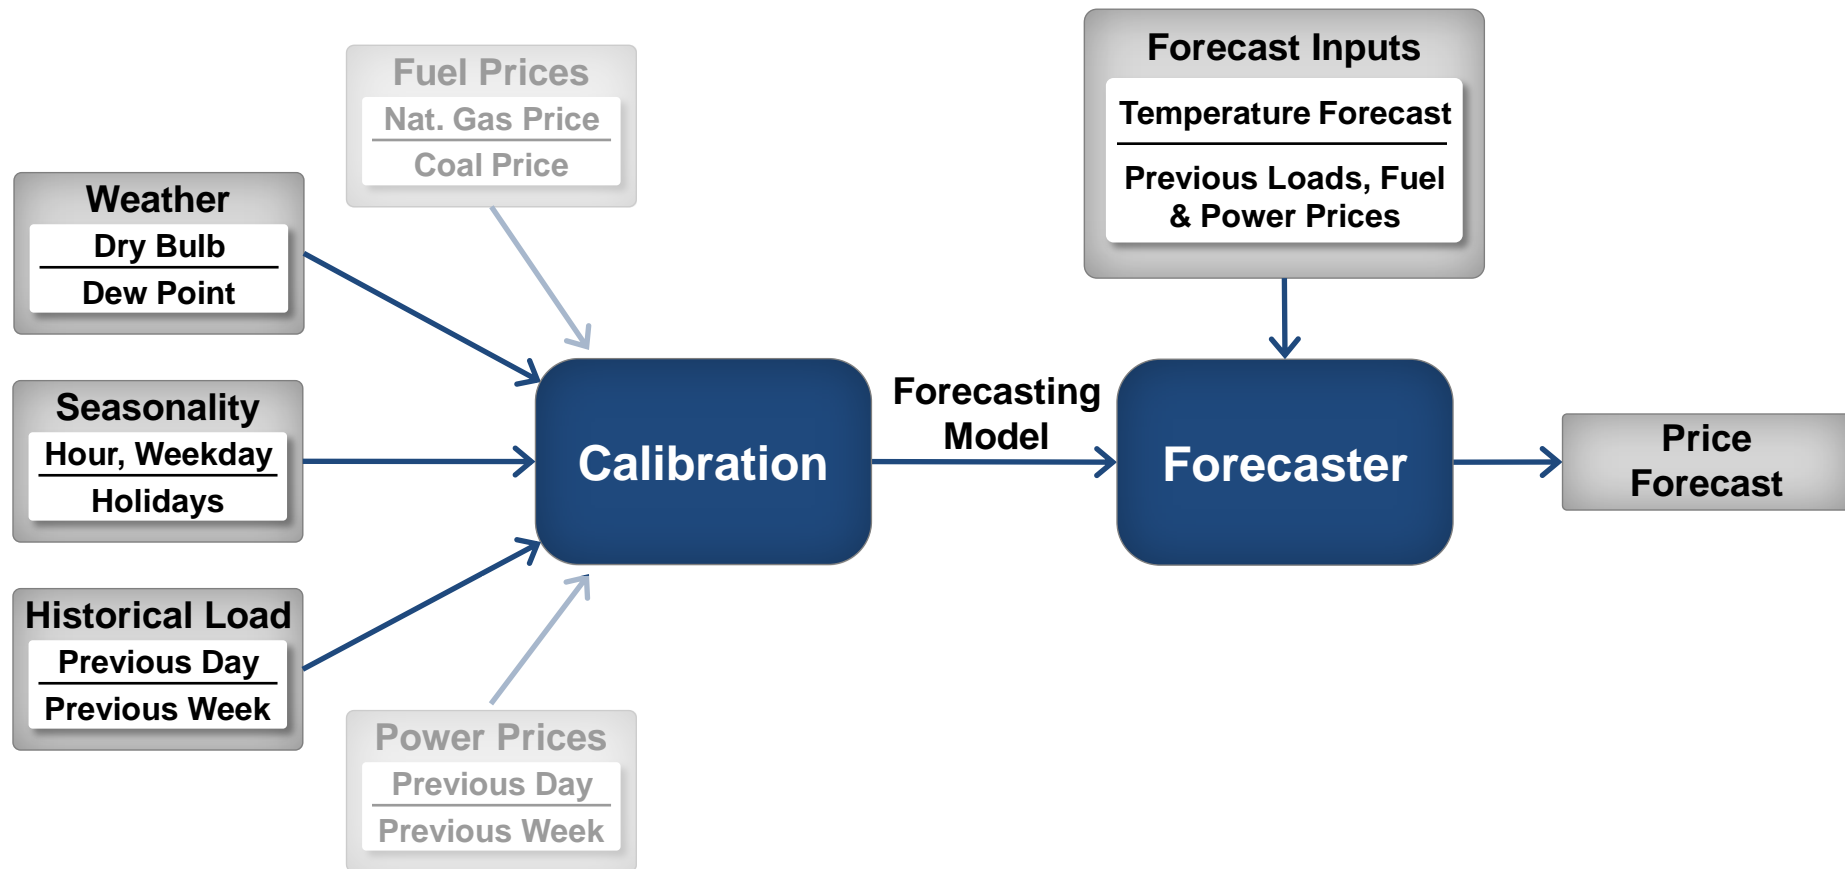 Fuel Prices
Nat. Gas Price
Coal Price
Forecast Inputs
Temperature Forecast
Previous Loads, Fuel
& Power Prices
Weather
Dry Bulb
Dew Point
Seasonality
Hour, Weekday
Holidays
Historical Load
Previous Day
Previous Week
Power Prices
Previous Day
Previous Week
Calibration
Forecasting
Model
Forecaster
Price
Forecast